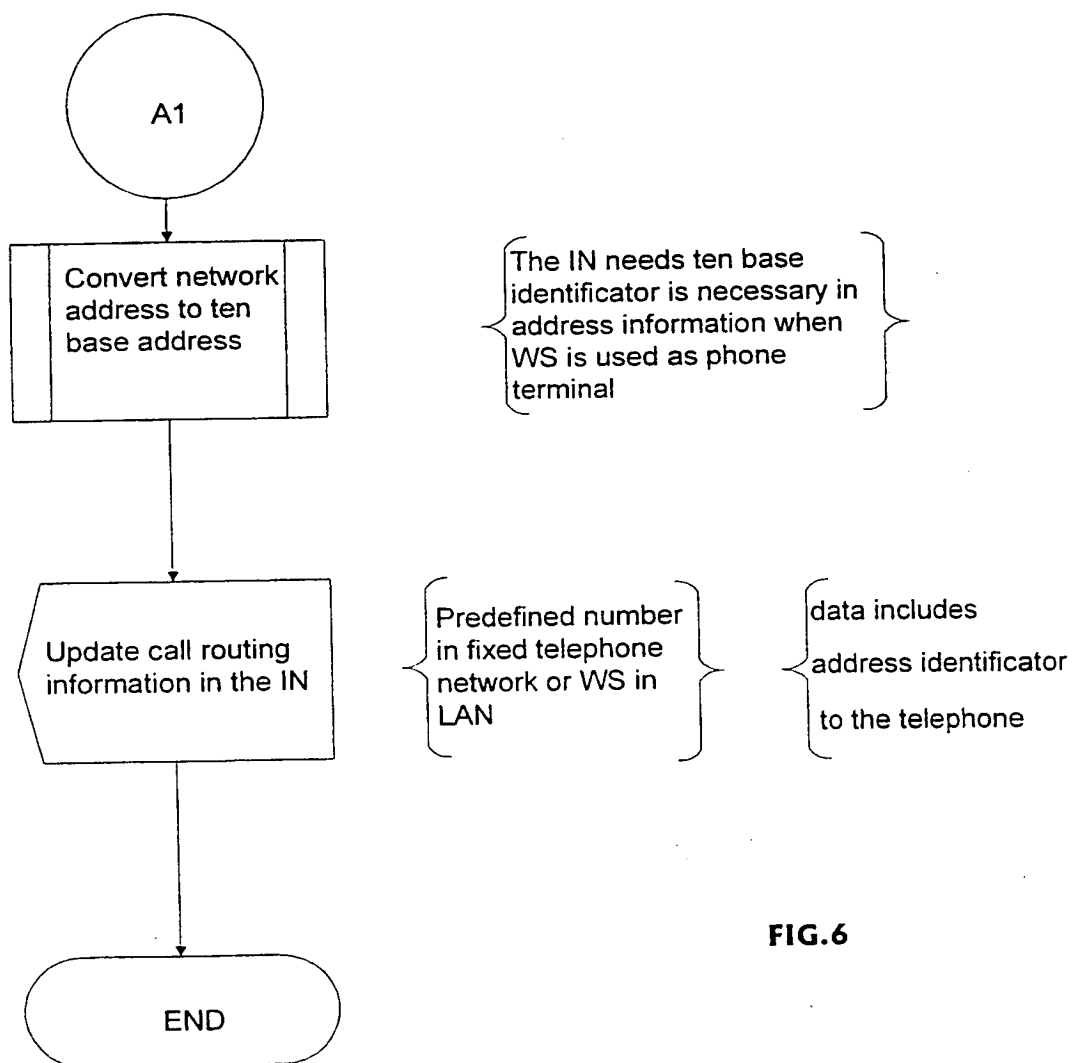 A1
Convert network
address to ten
base address
The IN needs ten base
identificator is necessary in
address information when
WS is used as phone
terminal
Update call routing
information in the IN
Predefined number
in fixed telephone
network or WS in
LAN
data includes
address identificator
to the telephone
FIG.6
END